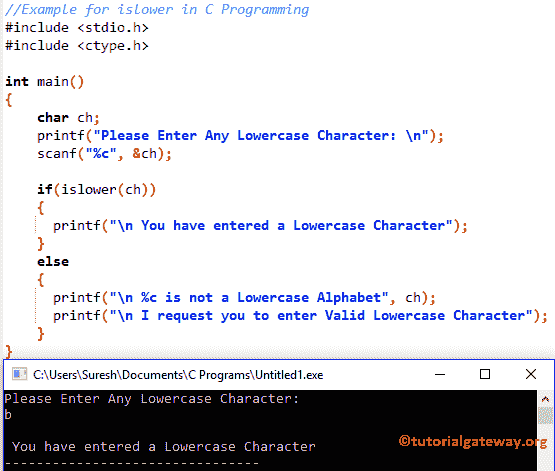 //Example for islower in C Programming
#include <stdio.h>
#include <ctype.h>
int main()
{
char ch;
printf("Please Enter Any Lowercase Character: \n");
scanf("%c", &ch);
if(islower(ch))
{
printf("\n You have entered a Lowercase Character");
}
else
{
printf("\n %c is not a Lowercase Alphabet", ch);
printf("\n I request you to enter Valid Lowercase Character");
}
}
C:\Users\Suresh\Documents\C Programs\Untitled1.exe
Please Enter Any Lowercase Character:
b
You have entered a Lowercase Character
--------------------------------
©tutorialgateway.org